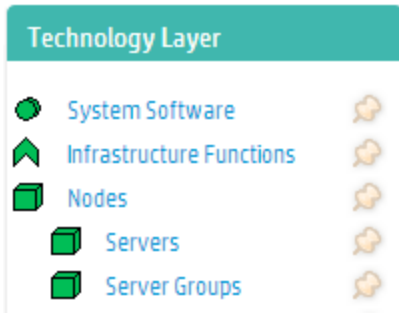 Technology Layer
System Software
Infrastructure Functions
Nodes
Servers
Server Groups